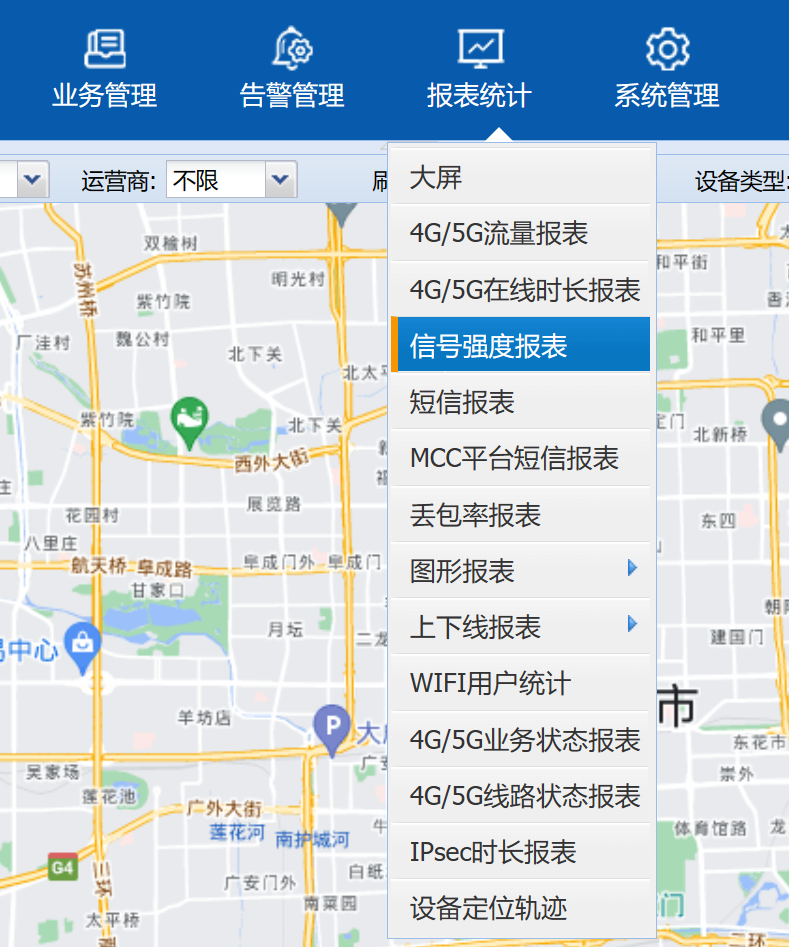 业务管理
告警管理
报表统计
系统管理
运营商:
不限
设备类型:
大屏
4G/5G流量报表
4G/5G在线时长报表
信号强度报表
短信报表
MCC平台短信报表
丢包率报表
图形报表
上下线报表
WIFI用户统计
4G/5G业务状态报表
4G/5G线路状态报表
IPsec时长报表
设备定位轨迹
双榆树
苏州桥
明光村
紫竹院
厂洼村
魏公村
北下关
北太平
紫竹院
北下关
西外大街
展览路
花园村
八里庄
航天桥
阜成路
阜成门外
阜成门
甘家口
月坛
二龙
中心
羊坊店
P
吴家场
莲花池
广外大街
莲花河
南护城河
G4
三环
广安门外
白纸
南菜园
太平桥
和平街
和平里
北新桥
东四
朝阳
建国门
市
东花市
崇外
体育馆路
龙
二环